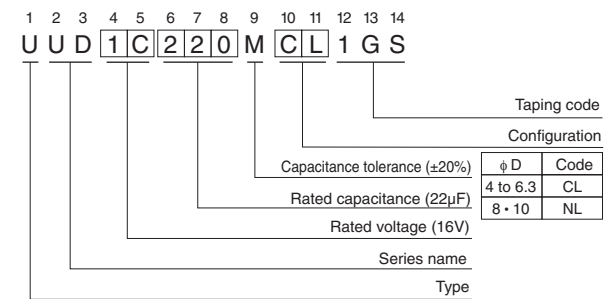 1 2 3 4 5 6 7 8 9 10 11 12 13 14
U U D 1 C 2 2 0 M C L 1 G S
Taping code
Configuration
Capacitance tolerance (±20%)
ϕ D Code
4 to 6.3 CL
8 • 10 NL
Rated capacitance (22µF)
Rated voltage (16V)
Series name
Type